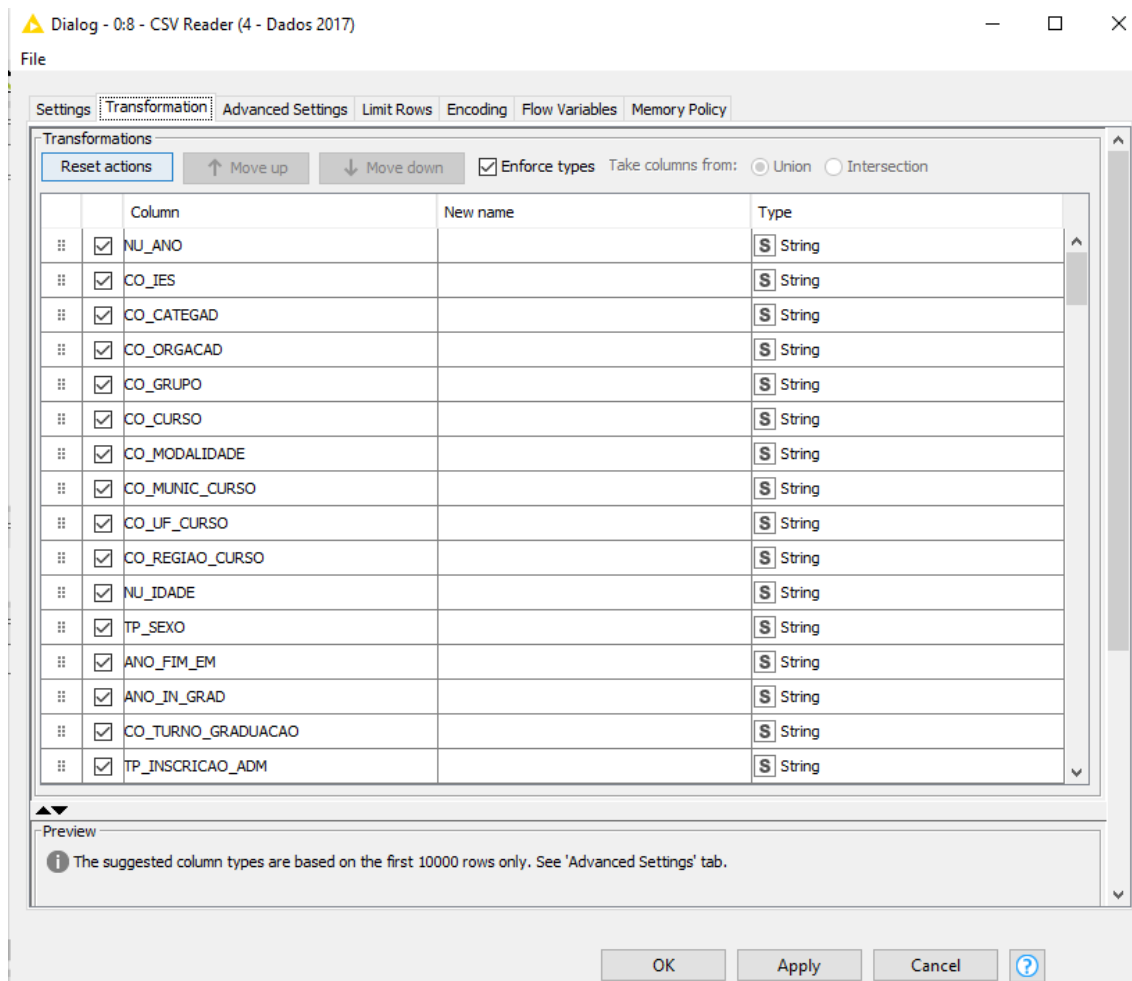 Dialog - 0:8 - CSV Reader (4 - Dados 2017)
File
Settings Transformation Advanced Settings Limit Rows Encoding Flow Variables Memory Policy
Transformations
Reset actions Move up Move down Enforce types Take columns from: Union Intersection
Column New name Type
NU_ANO S String
CO_IES S String
CO_CATEGAD S String
CO_ORGACAD S String
CO_GRUPO S String
CO_CURSO S String
CO_MODALIDADE S String
CO_MUNIC_CURSO S String
CO_UF_CURSO S String
CO_REGIAO_CURSO S String
NU_IDADE S String
TP_SEXO S String
ANO_FIM_EM S String
ANO_IN_GRAD S String
CO_TURNO_GRADUACAO S String
TP_INSCRICAO_ADM S String
Preview
The suggested column types are based on the first 10000 rows only. See 'Advanced Settings' tab.
OK Apply Cancel ?